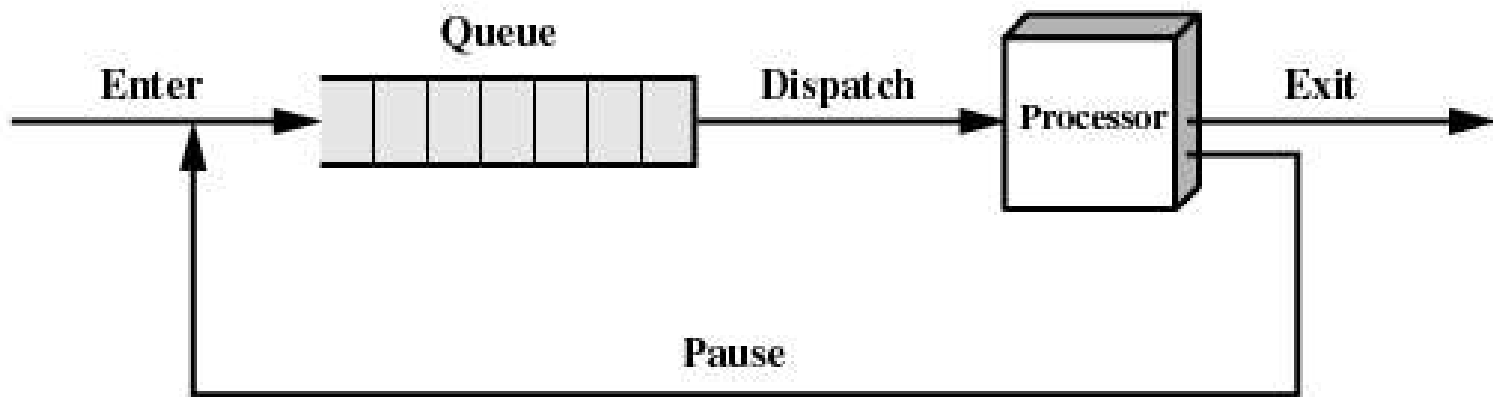 Queue
Enter
Dispatch
Processor
Exit
Pause